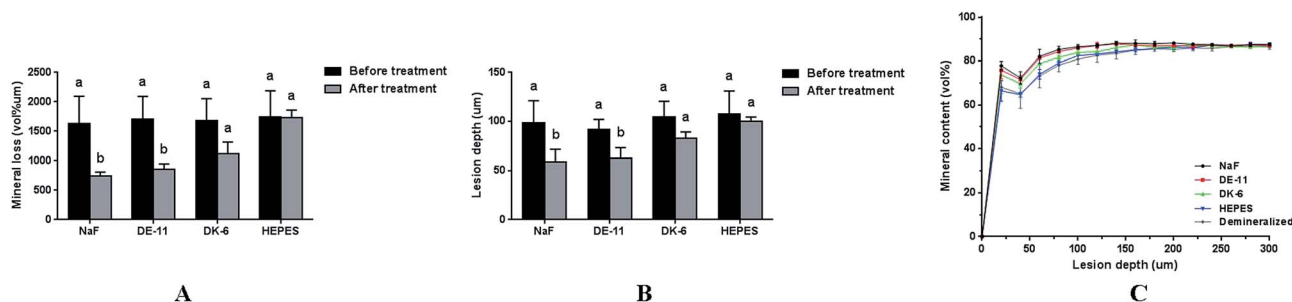 Mineral loss (vol%um)
2500
2000
1500
1000
500
0
a
b
a
b
a
a
a
a
NaF
DE-11
DK-6
HEPES
Before treatment
After treatment
A
Lesion depth (um)
150
100
50
0
a
b
a
b
a
a
a
a
NaF
DE-11
DK-6
HEPES
Before treatment
After treatment
B
Mineral content (vol%)
100
80
60
40
20
0
NaF
DE-11
DK-6
HEPES
Demineralized
0
50
100
150
200
250
300
Lesion depth (um)
C